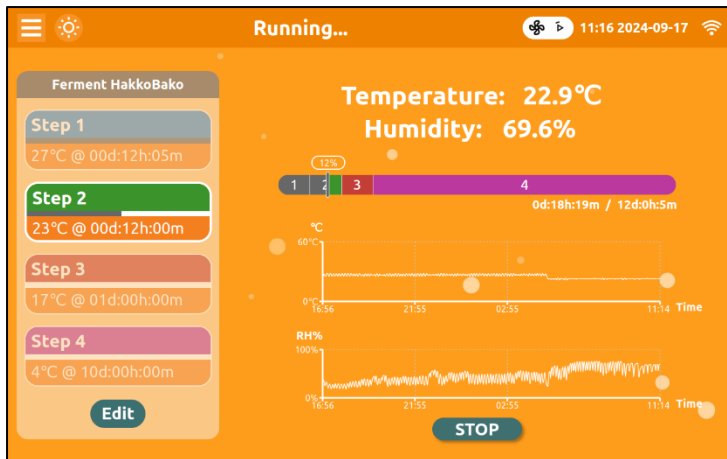 Running...
11:16 2024-09-17
Ferment HakkoBako
Step 1
27℃ @ 00d:12h:05m
Step 2
23℃ @ 00d:12h:00m
Step 3
17℃ @ 01d:00h:00m
Step 4
4℃ @ 10d:00h:00m
Edit
Temperature: 22.9℃
Humidity: 69.6%
12%
1 2 3 4
0d:18h:19m / 12d:0h:5m
℃
60℃
0℃
16:56 21:55 02:55 11:14 Time
RH%
100%
0%
16:56 21:55 02:55 11:14 Time
STOP